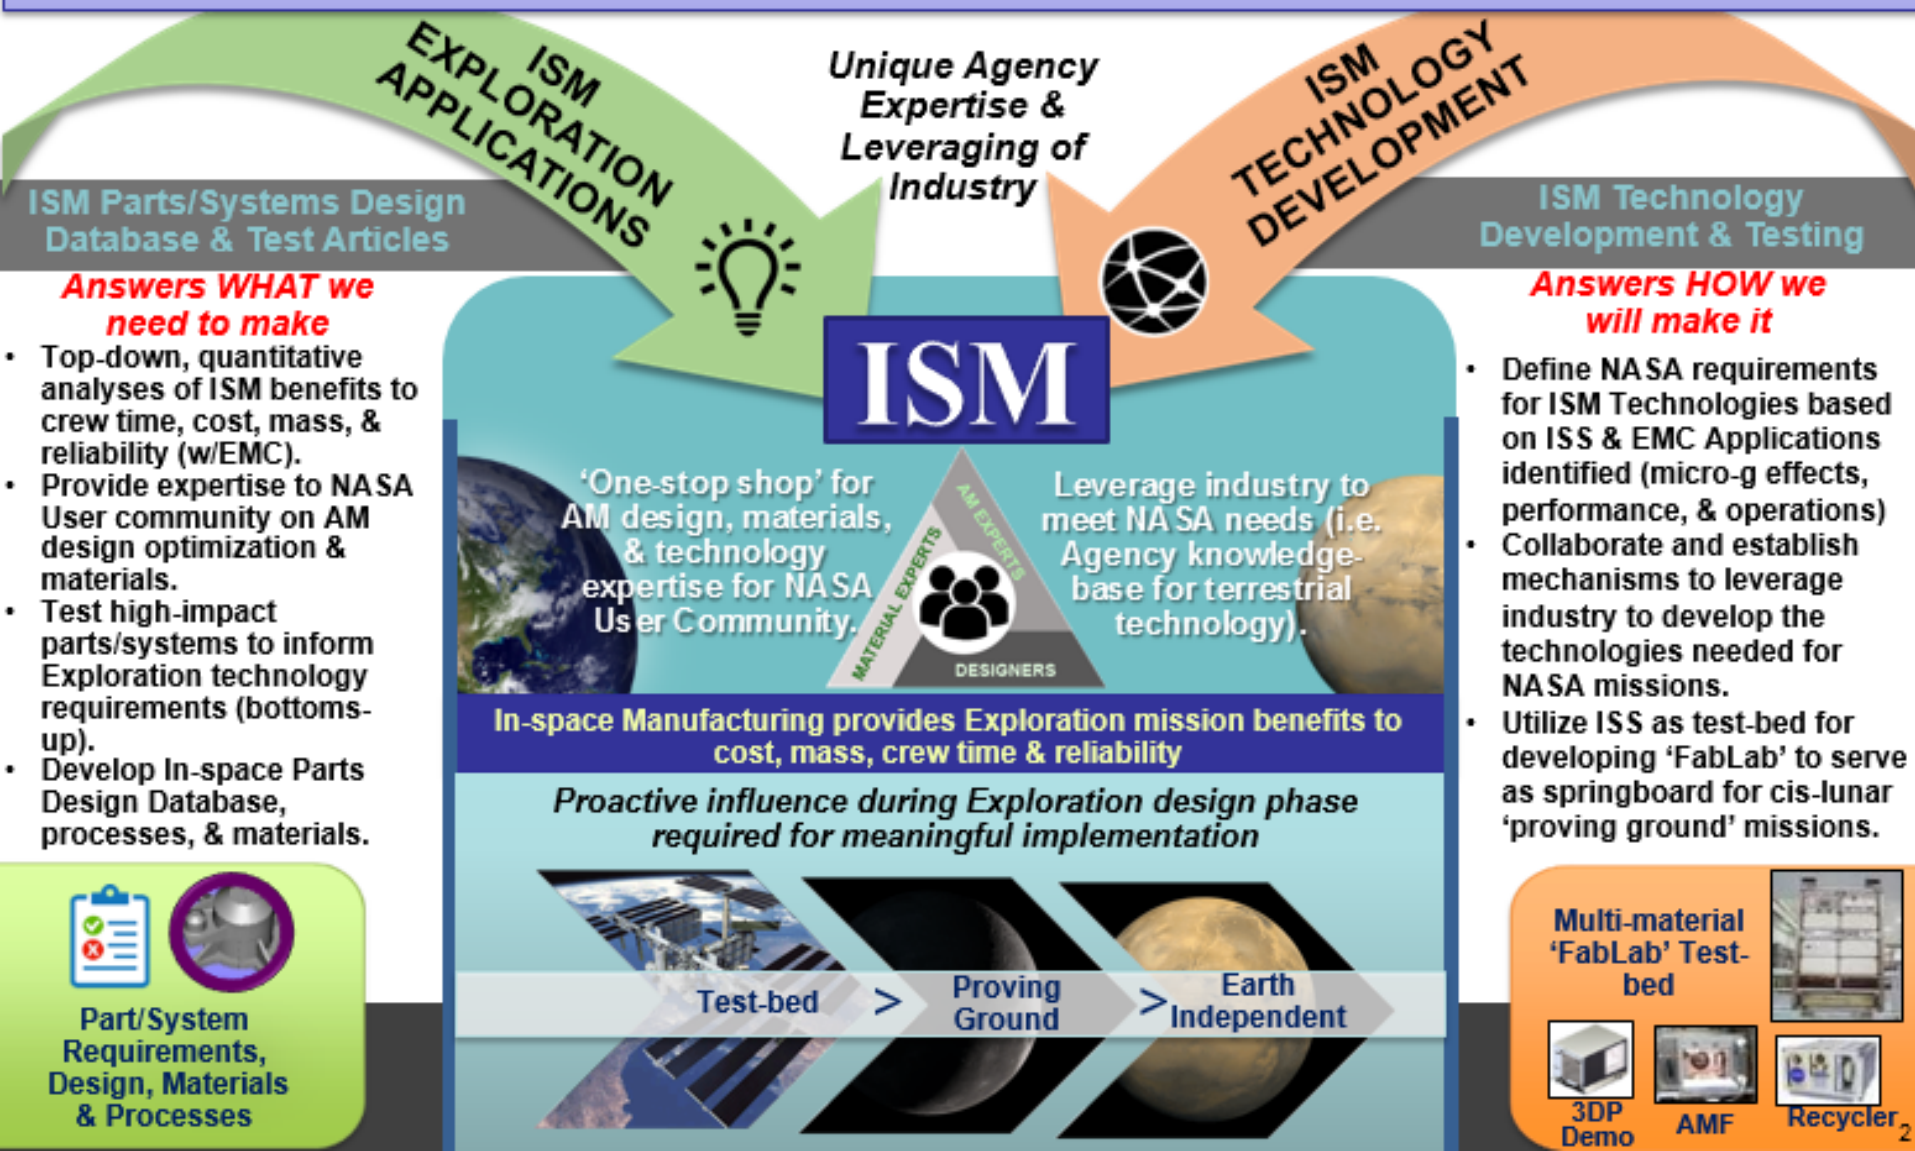 ISM
EXPLORATION
APPLICATIONS
Unique Agency
Expertise &
Leveraging of
Industry
ISM
TECHNOLOGY
DEVELOPMENT
ISM Parts/Systems Design
Database & Test Articles
Answers WHAT we
need to make
• Top-down, quantitative
analyses of ISM benefits to
crew time, cost, mass, &
reliability (w/EMC).
• Provide expertise to NASA
User community on AM
design optimization &
materials.
• Test high-impact
parts/systems to inform
Exploration technology
requirements (bottoms-
up).
• Develop In-space Parts
Design Database,
processes, & materials.
Part/System
Requirements,
Design, Materials
& Processes
ISM
‘One-stop shop’ for
AM design, materials,
& technology
expertise for NASA
User Community.
MATERIAL EXPERTS
AM EXPERTS
DESIGNERS
Leverage industry to
meet NASA needs (i.e.
Agency knowledge-
base for terrestrial
technology).
In-space Manufacturing provides Exploration mission benefits to
cost, mass, crew time & reliability
Proactive influence during Exploration design phase
required for meaningful implementation
Test-bed
>
Proving
Ground
>
Earth
Independent
ISM Technology
Development & Testing
Answers HOW we
will make it
• Define NASA requirements
for ISM Technologies based
on ISS & EMC Applications
identified (micro-g effects,
performance, & operations)
• Collaborate and establish
mechanisms to leverage
industry to develop the
technologies needed for
NASA missions.
• Utilize ISS as test-bed for
developing ‘FabLab’ to serve
as springboard for cis-lunar
‘proving ground’ missions.
Multi-material
‘FabLab’ Test-
bed
3DP
Demo
AMF
Recycler
2